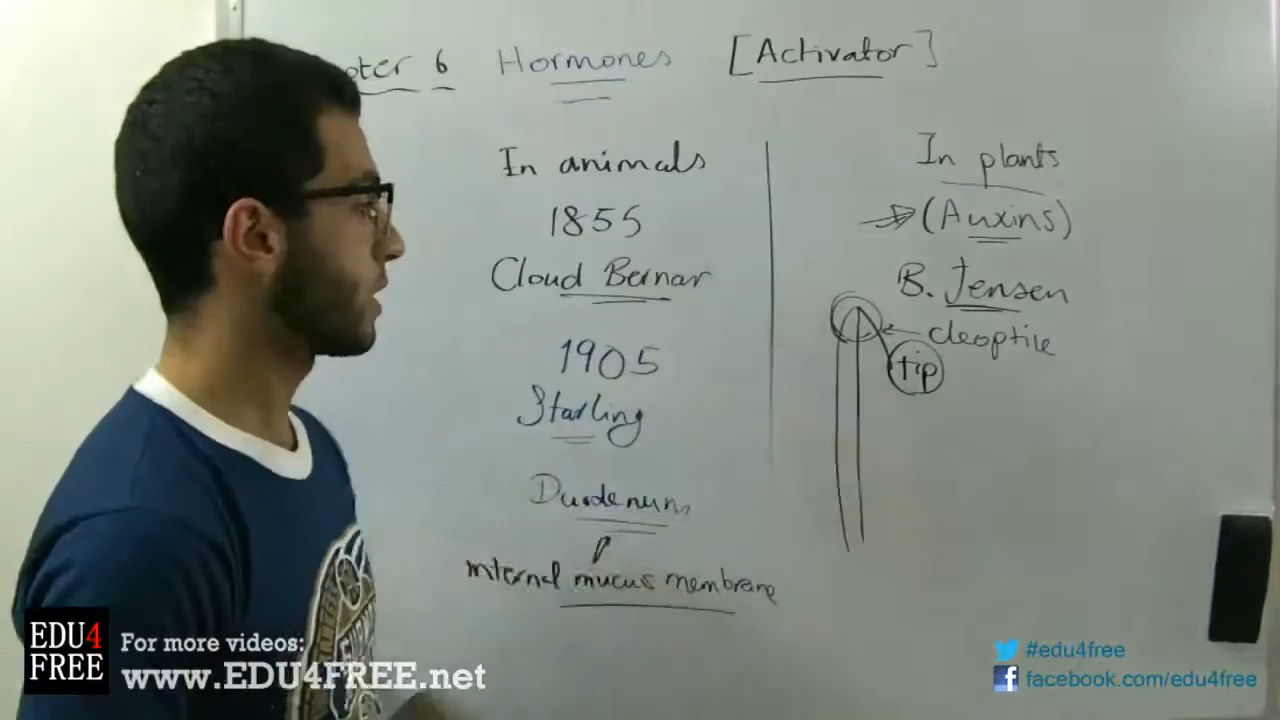 pter 6 Hormones [Activator]
In animals
1855
Cloud Bernar
1905
Starling
Duodenum
internal mucus membrane
In plants
(Auxins)
B. Jensen
cleoptile
tip
EDU4
FREE
For more videos:
www.EDU4FREE.net
#edu4free
facebook.com/edu4free